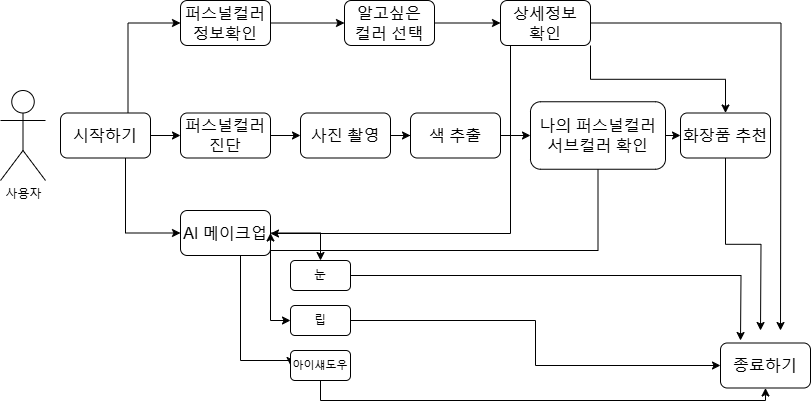 퍼스널컬러
정보확인
알고싶은
컬러 선택
상세정보
확인
시작하기
퍼스널컬러
진단
사진 촬영
색 추출
나의 퍼스널컬러
서브컬러 확인
화장품 추천
사용자
AI 메이크업
눈
립
아이섀도우
종료하기